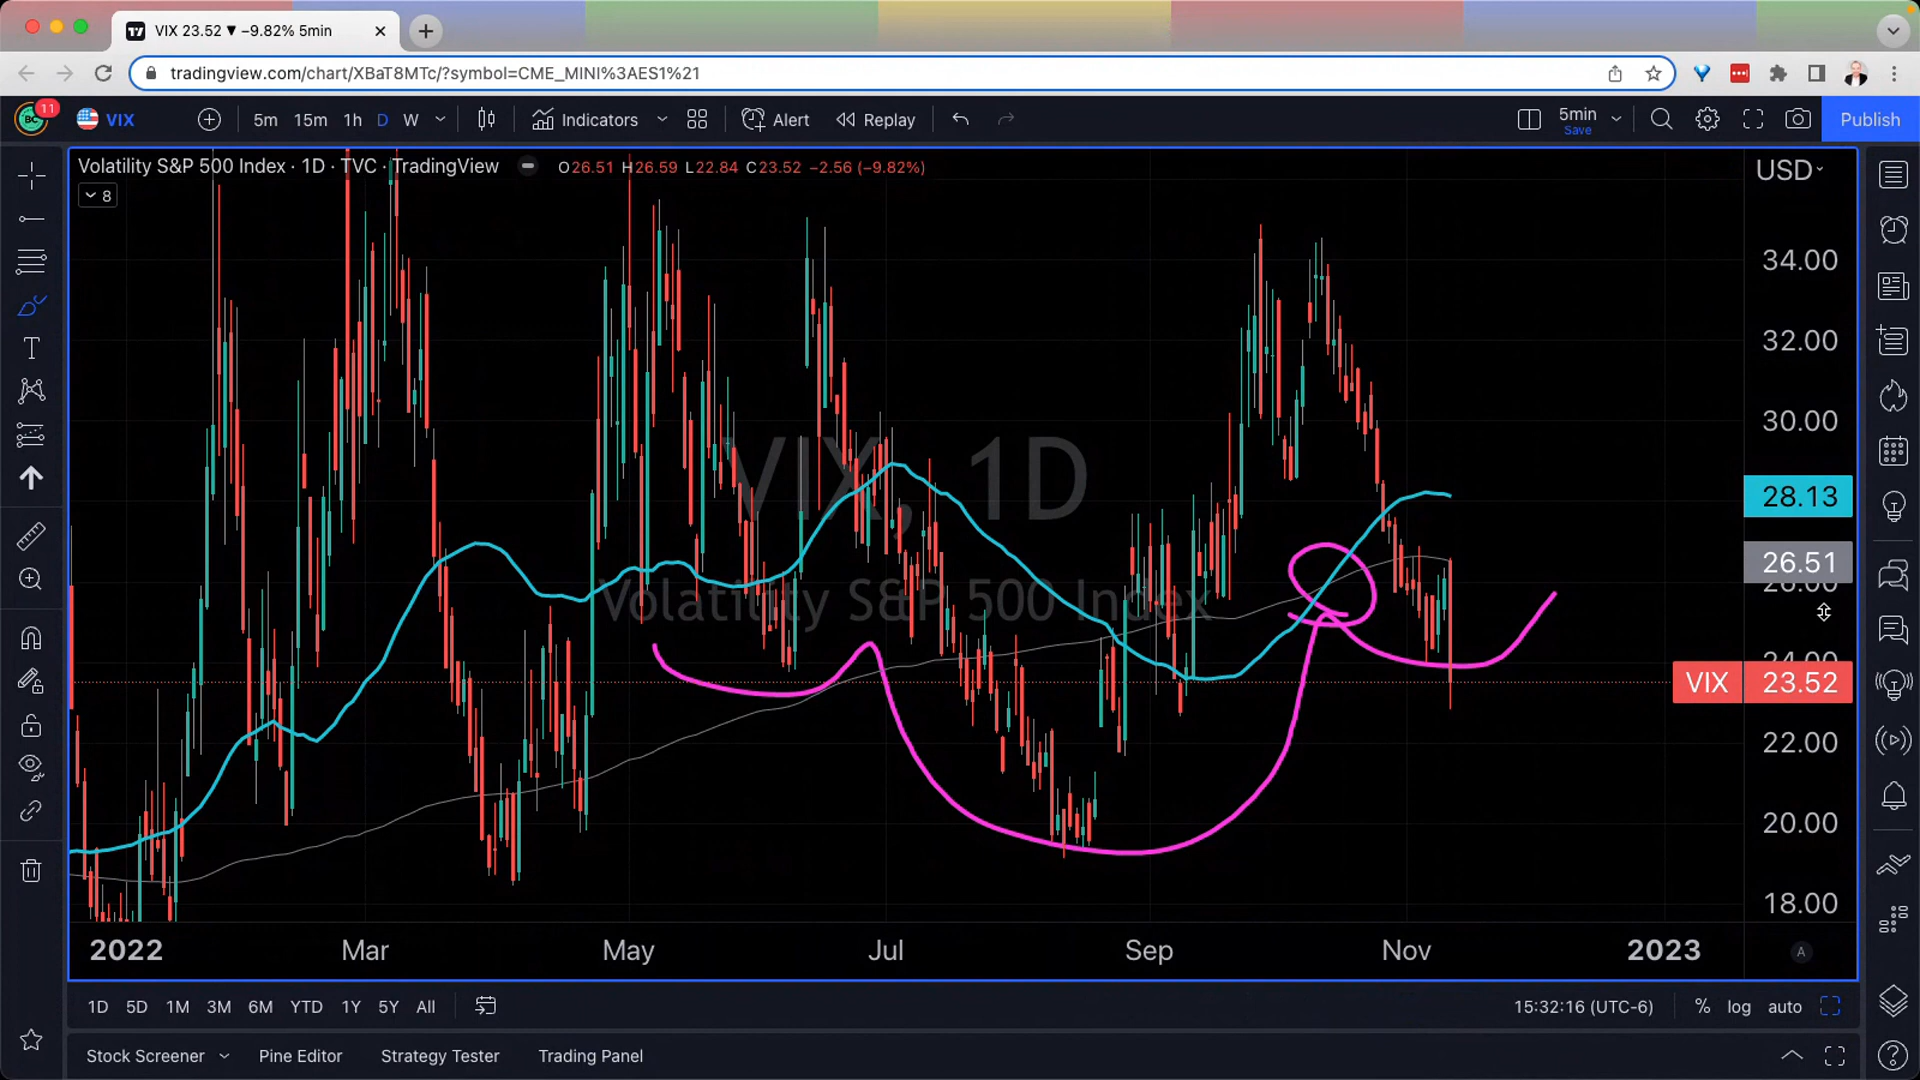 VIX 23.52 ▼ −9.82% 5min
tradingview.com/chart/XBaT8MTc/?symbol=CME_MINI%3AES1%21
11
VIX
5m 15m 1h D W
Indicators
Alert
Replay
5min
Save
Publish
Volatility S&P 500 Index · 1D · TVC · TradingView
O26.51 H26.59 L22.84 C23.52 −2.56 (−9.82%)
8
USD
34.00
32.00
30.00
28.13
26.51
26.00
24.00
VIX 23.52
22.00
20.00
18.00
VIX, 1D
Volatility S&P 500 Index
2022 Mar May Jul Sep Nov 2023
A
1D 5D 1M 3M 6M YTD 1Y 5Y All
15:32:16 (UTC-6)
% log auto
Stock Screener Pine Editor Strategy Tester Trading Panel